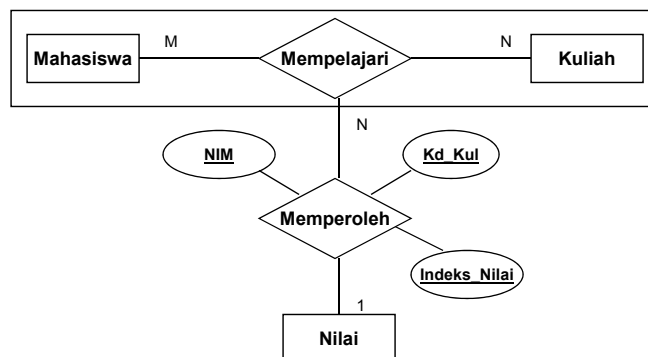 M
N
Mahasiswa
Mempelajari
Kuliah
N
NIM
Kd_Kul
Memperoleh
Indeks_Nilai
1
Nilai